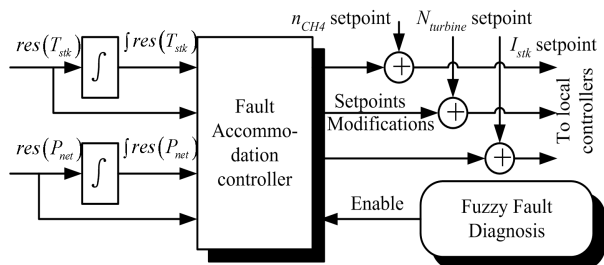 n_CH4 setpoint
N_turbine setpoint
I_stk setpoint
res(T_stk)
∫
∫res(T_stk)
res(P_net)
∫
∫res(P_net)
Fault
Accommo-
dation
controller
Setpoints
Modifications
+
+
+
To local
controllers
Enable
Fuzzy Fault
Diagnosis